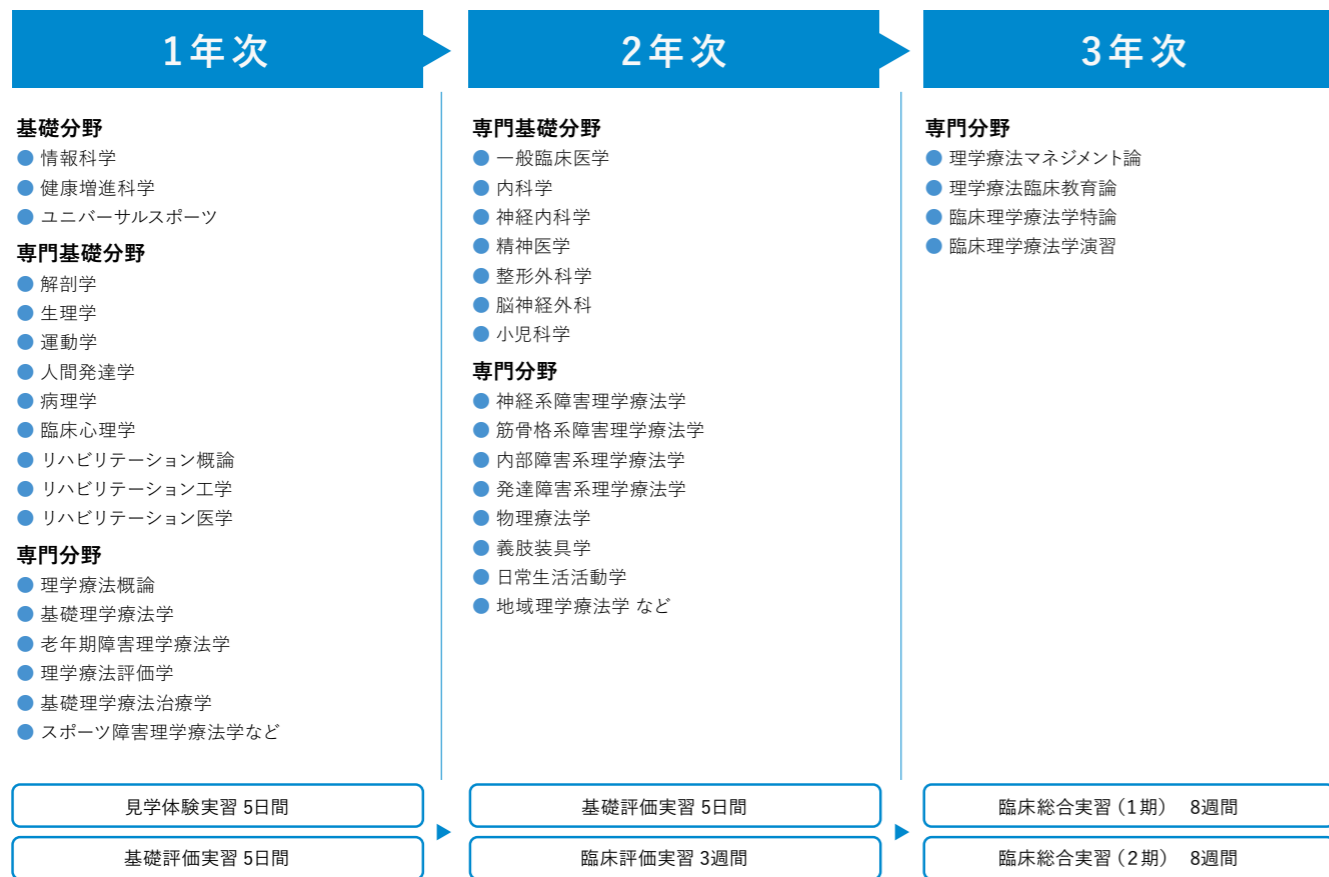 1年次
基礎分野
情報科学
健康増進科学
ユニバーサルスポーツ
専門基礎分野
解剖学
生理学
運動学
人間発達学
病理学
臨床心理学
リハビリテーション概論
リハビリテーション工学
リハビリテーション医学
専門分野
理学療法概論
基礎理学療法学
老年期障害理学療法学
理学療法評価学
基礎理学療法治療学
スポーツ障害理学療法学など
見学体験実習 5日間
基礎評価実習 5日間
2年次
専門基礎分野
一般臨床医学
内科学
神経内科学
精神医学
整形外科学
脳神経外科
小児科学
専門分野
神経系障害理学療法学
筋骨格系障害理学療法学
内部障害系理学療法学
発達障害系理学療法学
物理療法学
義肢装具学
日常生活活動学
地域理学療法学 など
基礎評価実習 5日間
臨床評価実習 3週間
3年次
専門分野
理学療法マネジメント論
理学療法臨床教育論
臨床理学療法学特論
臨床理学療法学演習
臨床総合実習（1期） 8週間
臨床総合実習（2期） 8週間